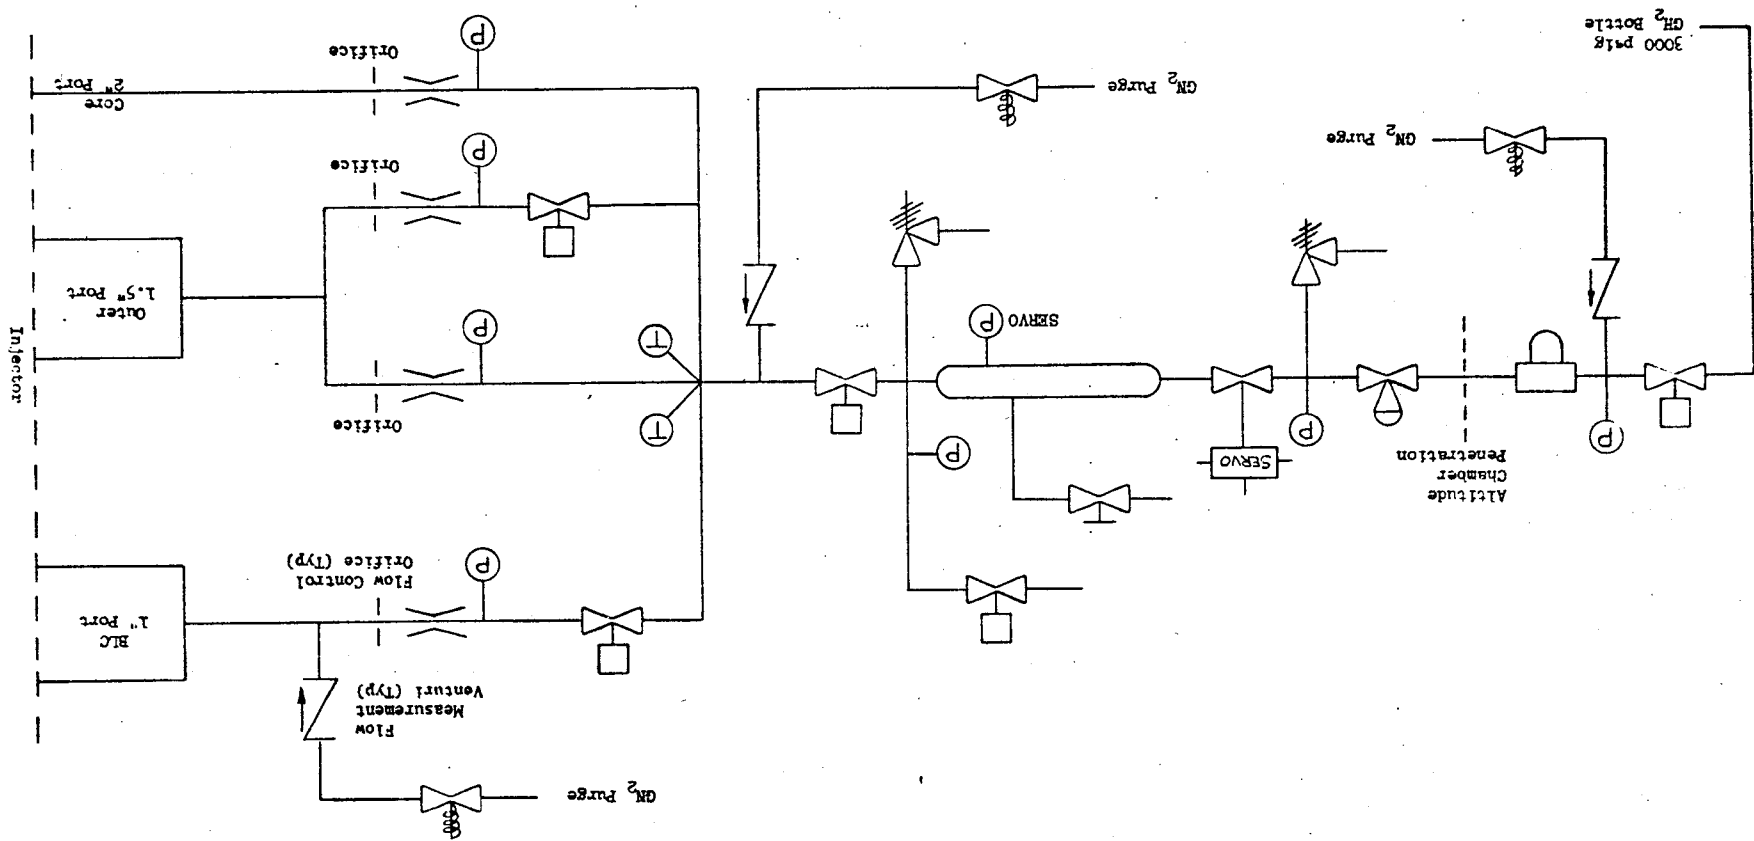 GN₂ Purge
Flow
Measurement
Venturi (Typ)
BLC
1" Port
Flow Control
Orifice (Typ)
P
Altitude
Chamber
Penetration
SERVO
P
P
P
T
Orifice
Injector
T
P
SERVO
P
Outer
1.5" Port
Orifice
P
GN₂ Purge
GN₂ Purge
Core
2" Port
3000 psig
GH₂ Bottle
Orifice
P